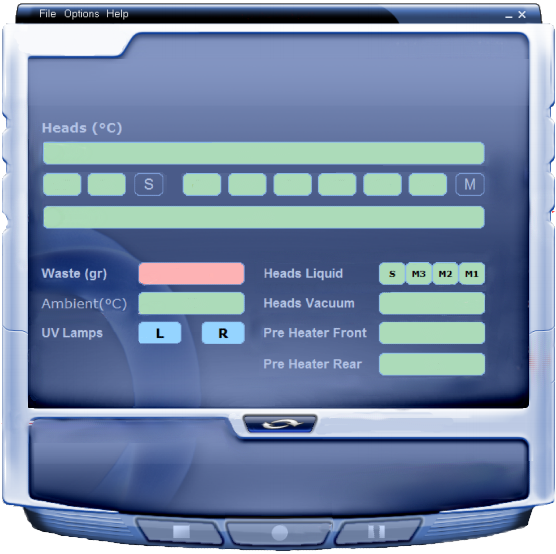 File Options Help
Heads (°C)
S M
Waste (gr)
Heads Liquid S M3 M2 M1
Ambient(°C)
Heads Vacuum
UV Lamps L R
Pre Heater Front
Pre Heater Rear